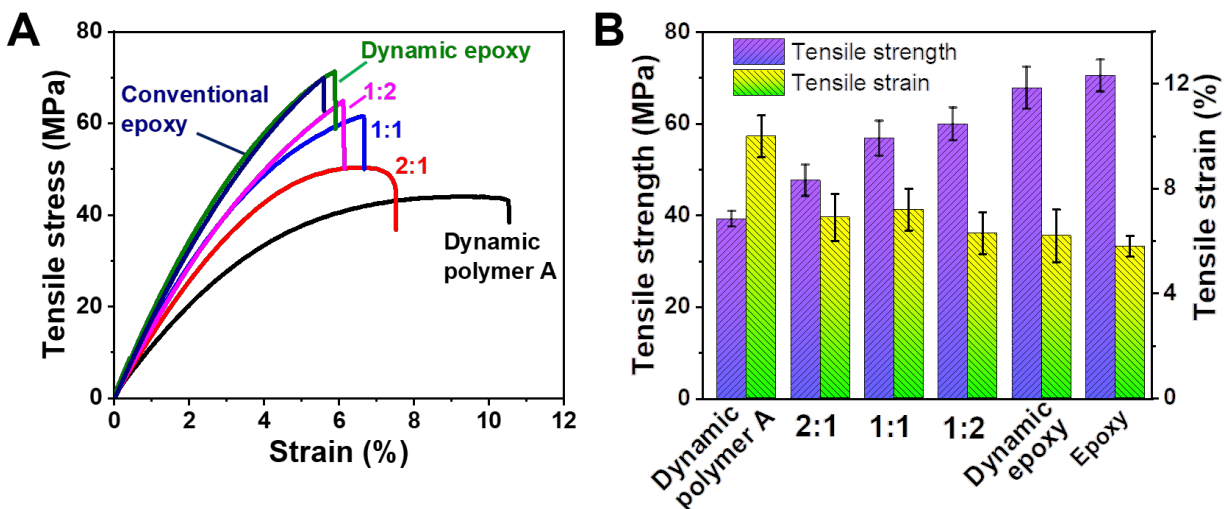 A
Tensile stress (MPa)
80
60
40
20
0
Dynamic epoxy
Conventional
epoxy
1:2
1:1
2:1
Dynamic
polymer A
0 2 4 6 8 10 12
Strain (%)
B
Tensile strength (MPa)
80
60
40
20
0
Tensile strength
Tensile strain
12
8
4
0
Tensile strain (%)
Dynamic
polymer A
2:1
1:1
1:2
Dynamic
epoxy
Epoxy